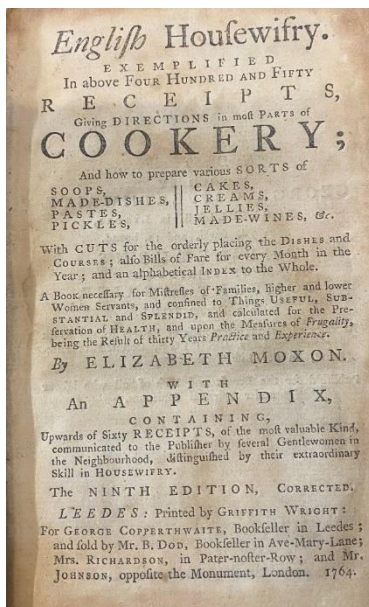 Engliſh Houſewifry.
EXEMPLIFIED
In above FOUR HUNDRED AND FIFTY
RECEIPTS,
Giving DIRECTIONS in moſt PARTS of
COOKERY;
And how to prepare various SORTS of
SOOPS,
MADE-DISHES,
PASTES,
PICKLES,
CAKES,
CREAMS,
JELLIES,
MADE-WINES, &c.
With CUTS for the orderly placing the DISHES and
COURSES; alſo Bills of Fare for every Month in the
Year; and an alphabetical INDEX to the Whole.
A BOOK neceſſary for Miſtreſſes of Families, higher and lower
Women Servants, and confined to Things USEFUL, SUB-
STANTIAL and SPLENDID, and calculated for the Pre-
ſervation of HEALTH, and upon the Meaſures of Frugality,
being the Reſult of thirty Years Practice and Experience.
By ELIZABETH MOXON.
WITH
An APPENDIX,
CONTAINING,
Upwards of Sixty RECEIPTS, of the moſt valuable Kind,
communicated to the Publiſher by ſeveral Gentlewomen in
the Neighbourhood, diſtinguiſhed by their extraordinary
Skill in HOUSEWIFRY.
The NINTH EDITION, CORRECTED.
LEEDES: Printed by GRIFFITH WRIGHT:
For GEORGE COPPERTHWAITE, Bookſeller in Leedes;
and ſold by Mr. B. DOD, Bookſeller in Ave-Mary-Lane;
Mrs. RICHARDSON, in Pater-noſter-Row; and Mr.
JOHNSON, oppoſite the Monument, London. 1764.